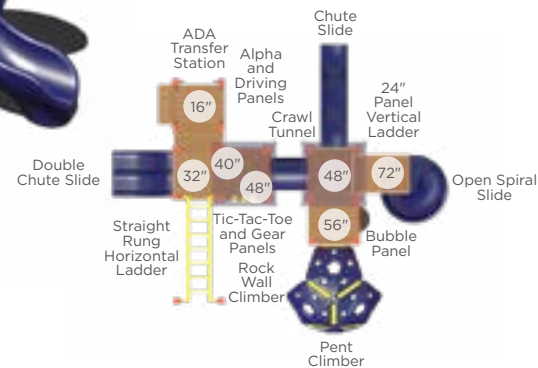 Chute
Slide
ADA
Transfer
Station
Alpha
and
Driving
Panels
24"
Panel
Vertical
Ladder
Crawl
Tunnel
16"
Double
Chute Slide
32"
40"
48"
48"
72"
Open Spiral
Slide
56"
Straight
Rung
Horizontal
Ladder
Tic-Tac-Toe
and Gear
Panels
Rock
Wall
Climber
Bubble
Panel
Pent
Climber